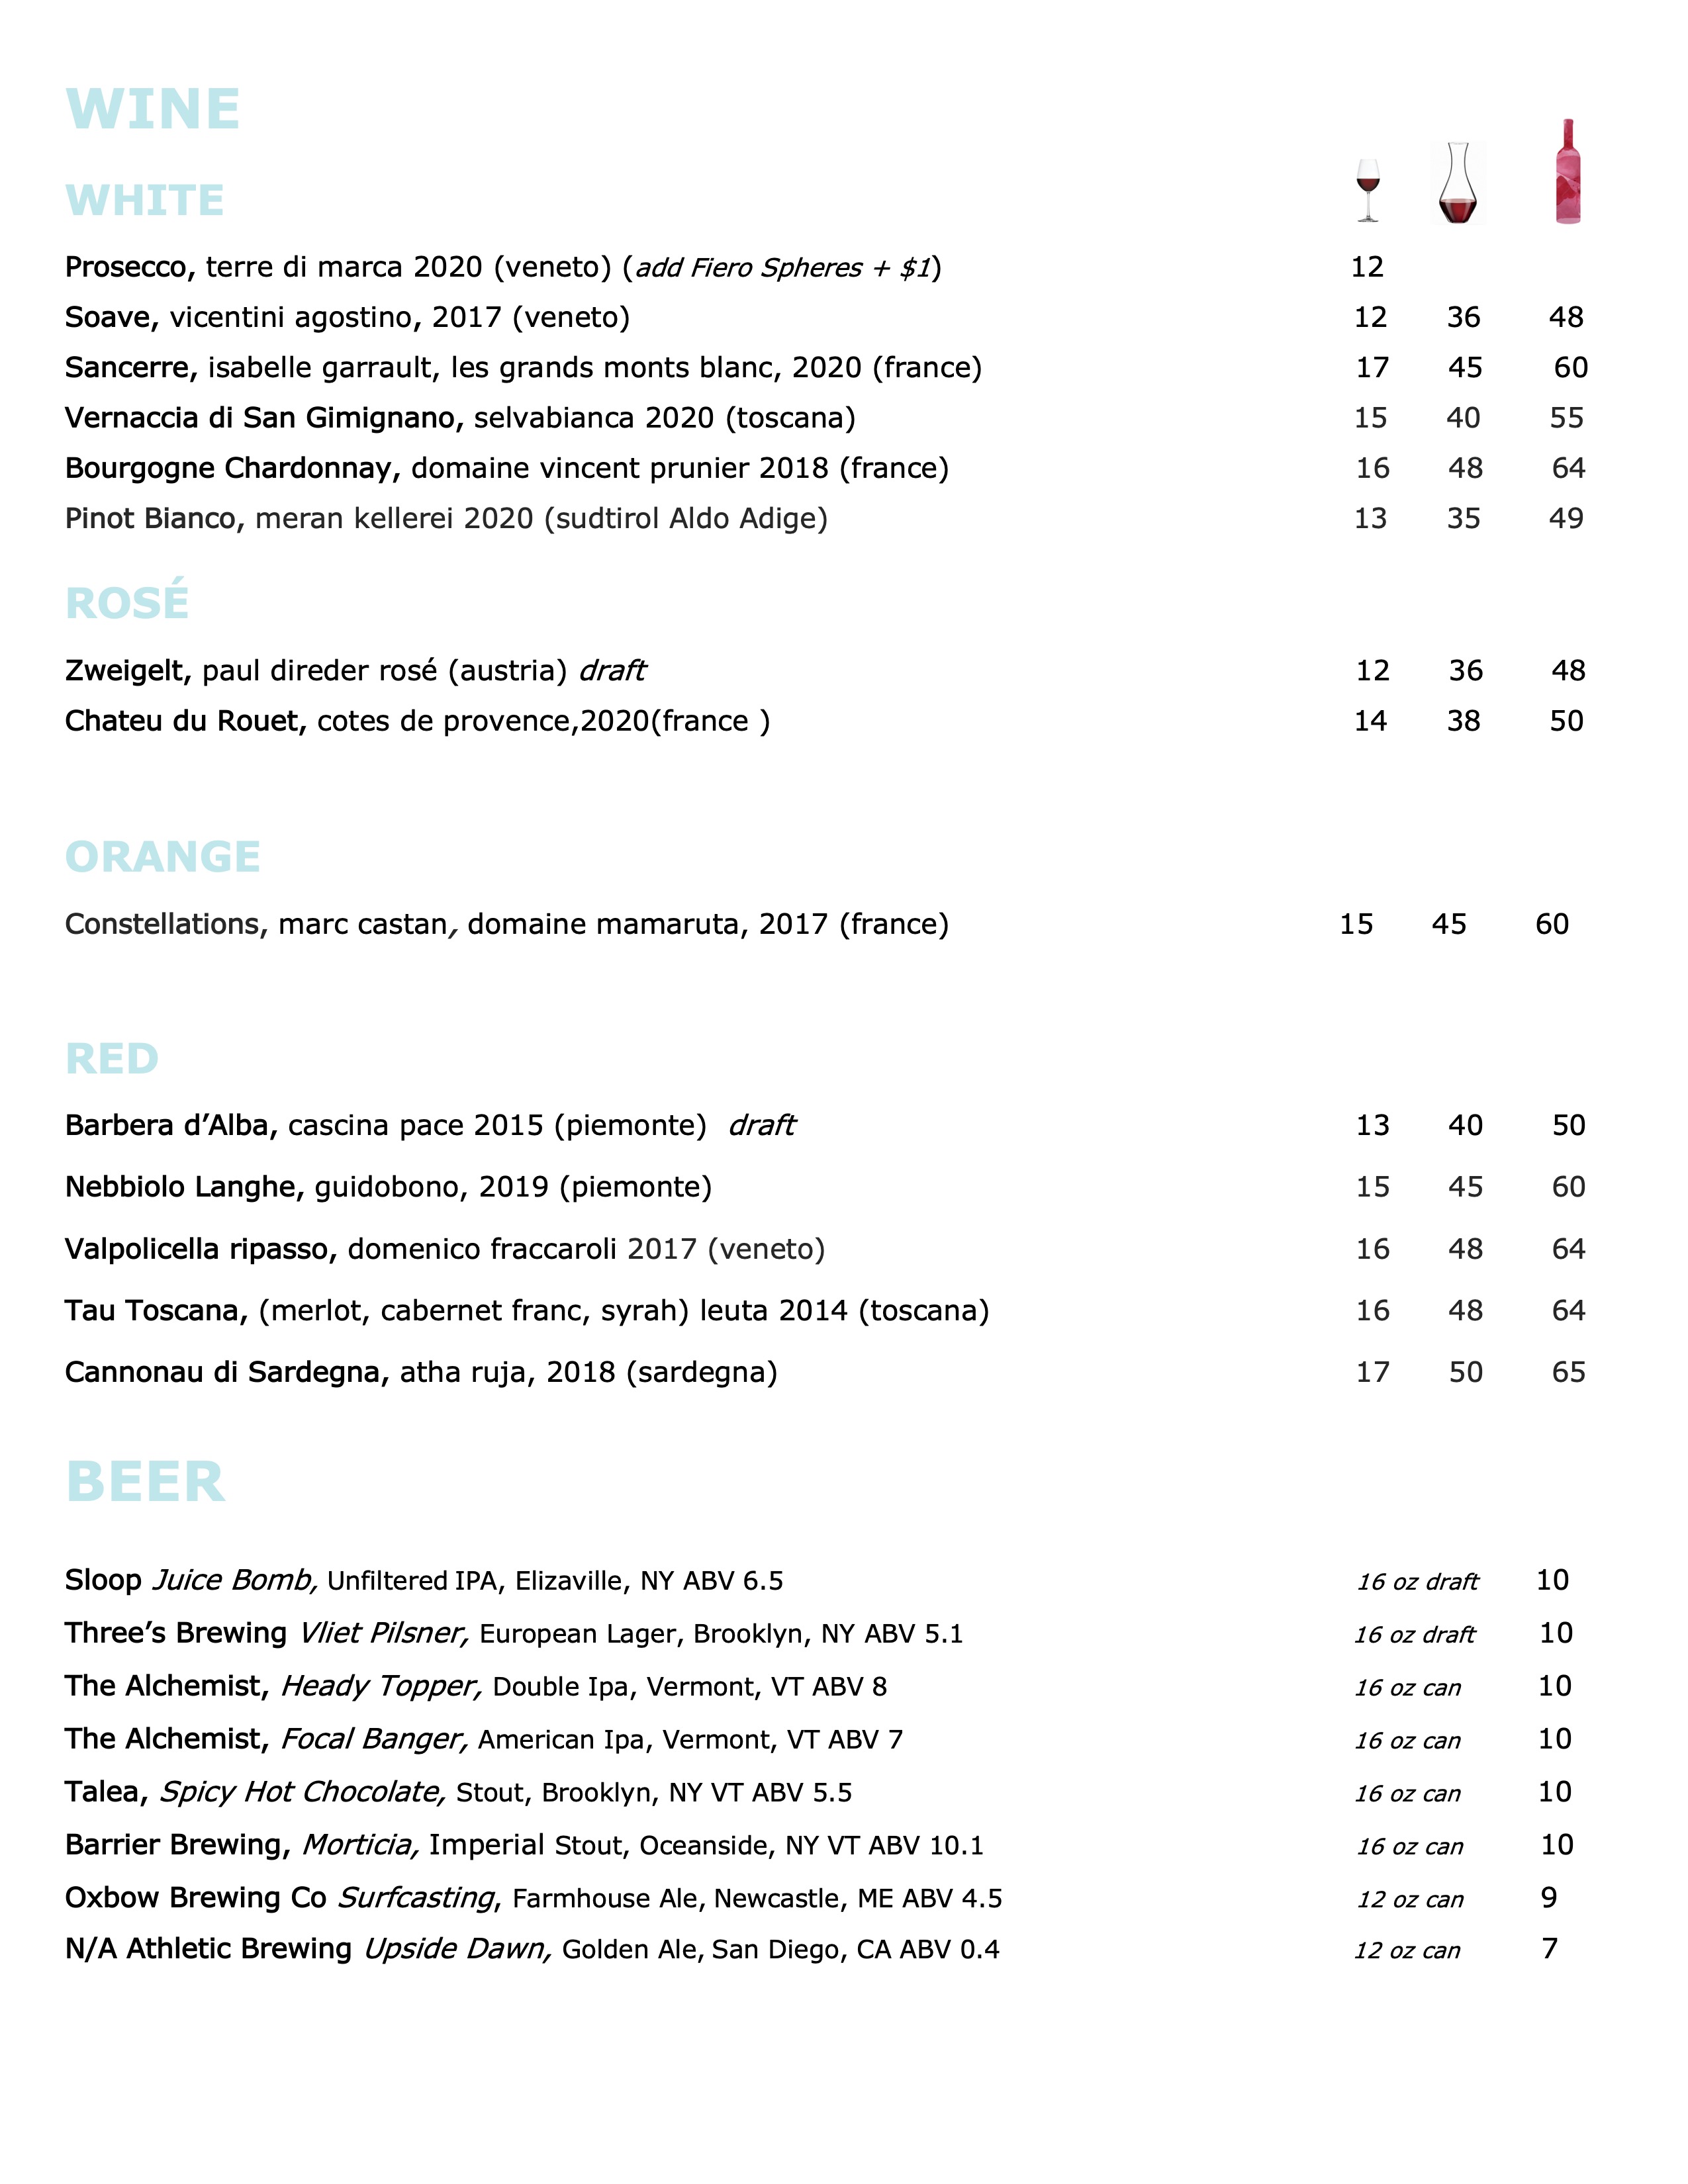 WINE
WHITE
Prosecco, terre di marca 2020 (veneto) (add Fiero Spheres + $1) 12
Soave, vicentini agostino, 2017 (veneto) 12 36 48
Sancerre, isabelle garrault, les grands monts blanc, 2020 (france) 17 45 60
Vernaccia di San Gimignano, selvabianca 2020 (toscana) 15 40 55
Bourgogne Chardonnay, domaine vincent prunier 2018 (france) 16 48 64
Pinot Bianco, meran kellerei 2020 (sudtirol Aldo Adige) 13 35 49
ROSÉ
Zweigelt, paul direder rosé (austria) draft 12 36 48
Chateu du Rouet, cotes de provence,2020(france ) 14 38 50
ORANGE
Constellations, marc castan, domaine mamaruta, 2017 (france) 15 45 60
RED
Barbera d’Alba, cascina pace 2015 (piemonte) draft 13 40 50
Nebbiolo Langhe, guidobono, 2019 (piemonte) 15 45 60
Valpolicella ripasso, domenico fraccaroli 2017 (veneto) 16 48 64
Tau Toscana, (merlot, cabernet franc, syrah) leuta 2014 (toscana) 16 48 64
Cannonau di Sardegna, atha ruja, 2018 (sardegna) 17 50 65
BEER
Sloop Juice Bomb, Unfiltered IPA, Elizaville, NY ABV 6.5 16 oz draft 10
Three’s Brewing Vliet Pilsner, European Lager, Brooklyn, NY ABV 5.1 16 oz draft 10
The Alchemist, Heady Topper, Double Ipa, Vermont, VT ABV 8 16 oz can 10
The Alchemist, Focal Banger, American Ipa, Vermont, VT ABV 7 16 oz can 10
Talea, Spicy Hot Chocolate, Stout, Brooklyn, NY VT ABV 5.5 16 oz can 10
Barrier Brewing, Morticia, Imperial Stout, Oceanside, NY VT ABV 10.1 16 oz can 10
Oxbow Brewing Co Surfcasting, Farmhouse Ale, Newcastle, ME ABV 4.5 12 oz can 9
N/A Athletic Brewing Upside Dawn, Golden Ale, San Diego, CA ABV 0.4 12 oz can 7